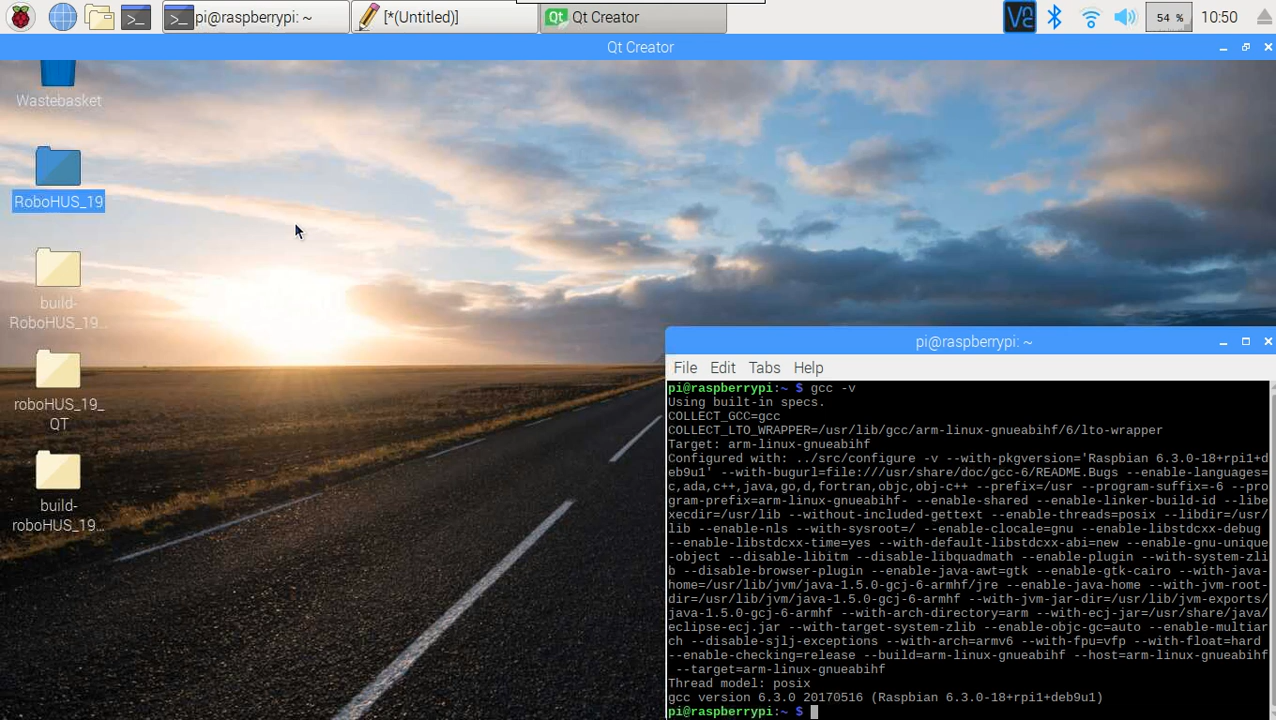 pi@raspberrypi: ~
[*(Untitled)]
Qt Qt Creator
V2
54 %
10:50
Qt Creator
Wastebasket
RoboHUS_19
build-
RoboHUS_19...
roboHUS_19_
QT
build-
roboHUS_19...
pi@raspberrypi: ~
File Edit Tabs Help
pi@raspberrypi:~ $ gcc -v
Using built-in specs.
COLLECT_GCC=gcc
COLLECT_LTO_WRAPPER=/usr/lib/gcc/arm-linux-gnueabihf/6/lto-wrapper
Target: arm-linux-gnueabihf
Configured with: ../src/configure -v --with-pkgversion='Raspbian 6.3.0-18+rpi1+d
eb9u1' --with-bugurl=file:///usr/share/doc/gcc-6/README.Bugs --enable-languages=
c,ada,c++,java,go,d,fortran,objc,obj-c++ --prefix=/usr --program-suffix=-6 --pro
gram-prefix=arm-linux-gnueabihf- --enable-shared --enable-linker-build-id --libe
xecdir=/usr/lib --without-included-gettext --enable-threads=posix --libdir=/usr/
lib --enable-nls --with-sysroot=/ --enable-clocale=gnu --enable-libstdcxx-debug
--enable-libstdcxx-time=yes --with-default-libstdcxx-abi=new --enable-gnu-unique
-object --disable-libitm --disable-libquadmath --enable-plugin --with-system-zli
b --disable-browser-plugin --enable-java-awt=gtk --enable-gtk-cairo --with-java-
home=/usr/lib/jvm/java-1.5.0-gcj-6-armhf/jre --enable-java-home --with-jvm-root-
dir=/usr/lib/jvm/java-1.5.0-gcj-6-armhf --with-jvm-jar-dir=/usr/lib/jvm-exports/
java-1.5.0-gcj-6-armhf --with-arch-directory=arm --with-ecj-jar=/usr/share/java/
eclipse-ecj.jar --with-target-system-zlib --enable-objc-gc=auto --enable-multiar
ch --disable-sjlj-exceptions --with-arch=armv6 --with-fpu=vfp --with-float=hard
--enable-checking=release --build=arm-linux-gnueabihf --host=arm-linux-gnueabihf
--target=arm-linux-gnueabihf
Thread model: posix
gcc version 6.3.0 20170516 (Raspbian 6.3.0-18+rpi1+deb9u1)
pi@raspberrypi:~ $